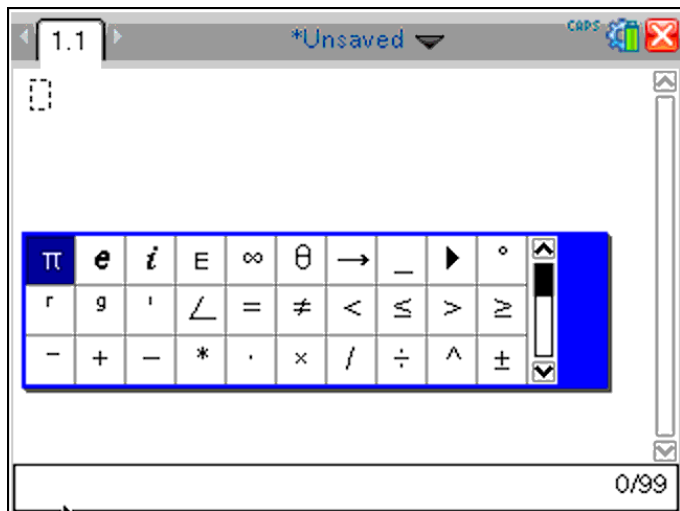 1.1 *Unsaved CAPS
π e i E ∞ θ → _ ▶ °
r g ' ∠ = ≠ < ≤ > ≥
− + − * · × / ÷ ^ ±
0/99